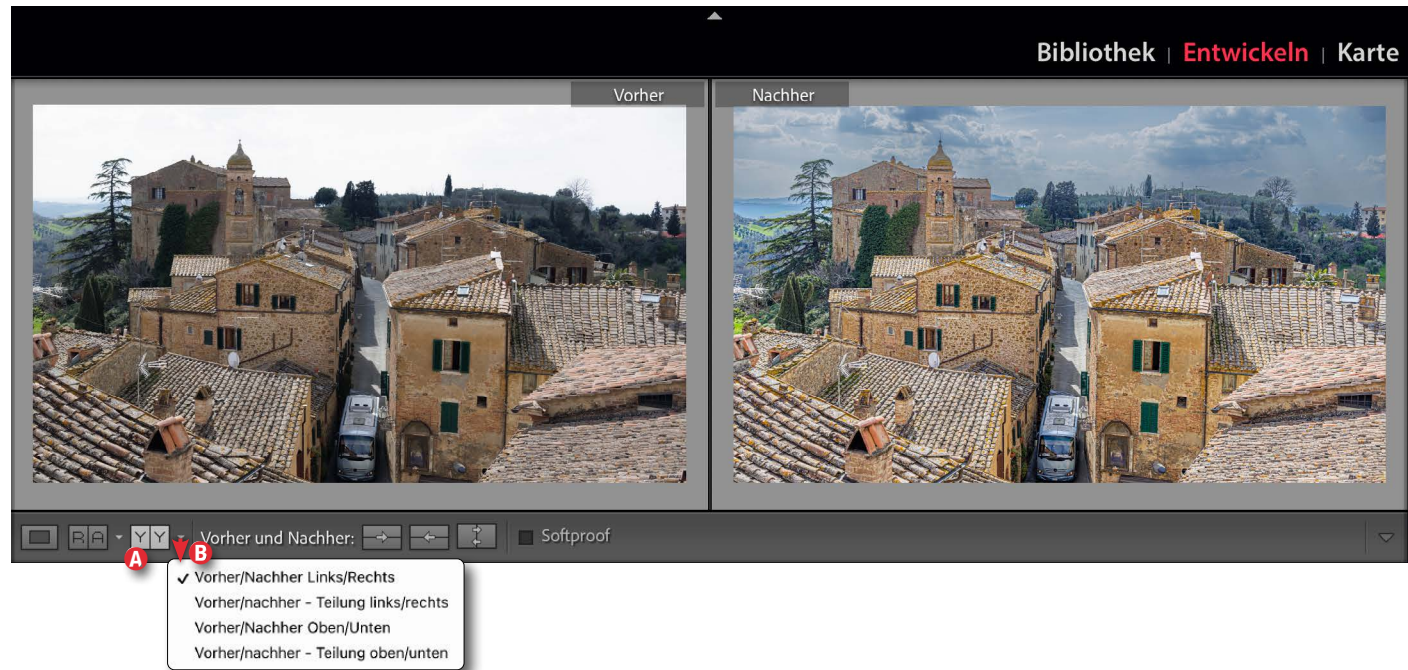 Bibliothek | Entwickeln | Karte
Vorher
Nachher
R A Y Y Vorher und Nachher: Softproof
A B
✓ Vorher/Nachher Links/Rechts
Vorher/nachher – Teilung links/rechts
Vorher/Nachher Oben/Unten
Vorher/nachher – Teilung oben/unten